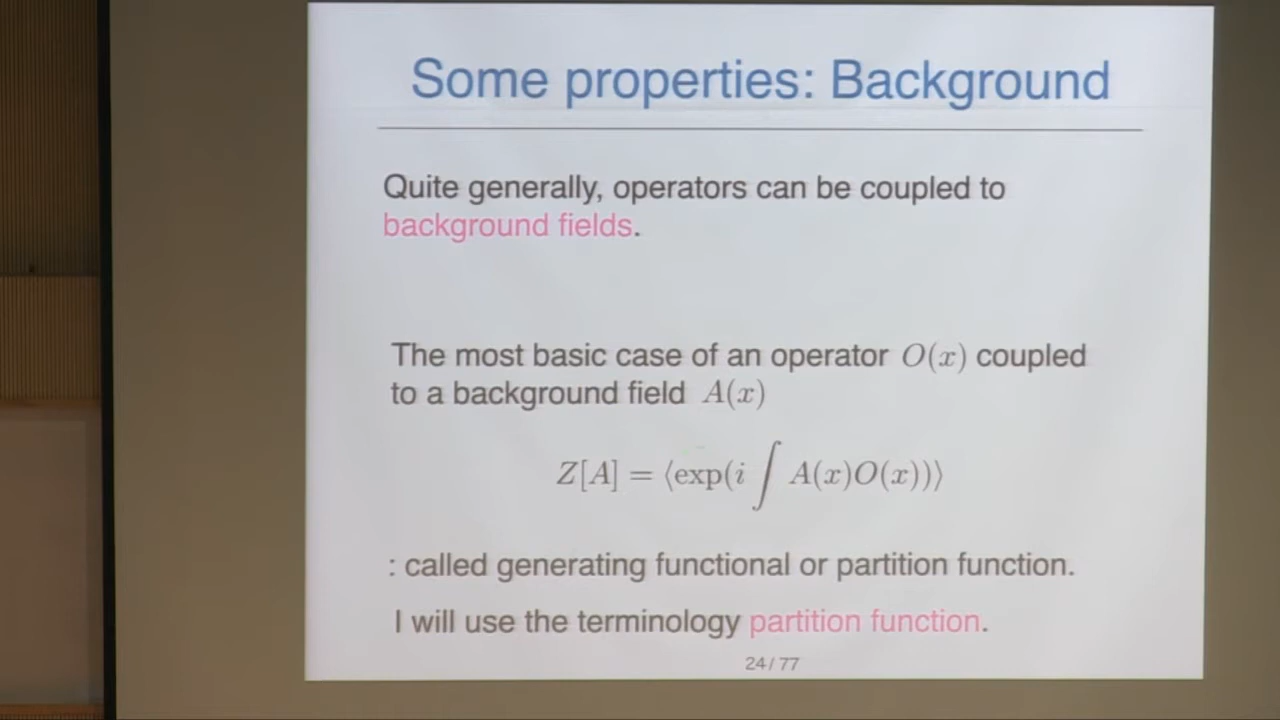 Some properties: Background
Quite generally, operators can be coupled to
background fields.
The most basic case of an operator O(x) coupled
to a background field A(x)
Z[A] = ⟨exp(i ∫ A(x)O(x))⟩
: called generating functional or partition function.
I will use the terminology partition function.
24/77